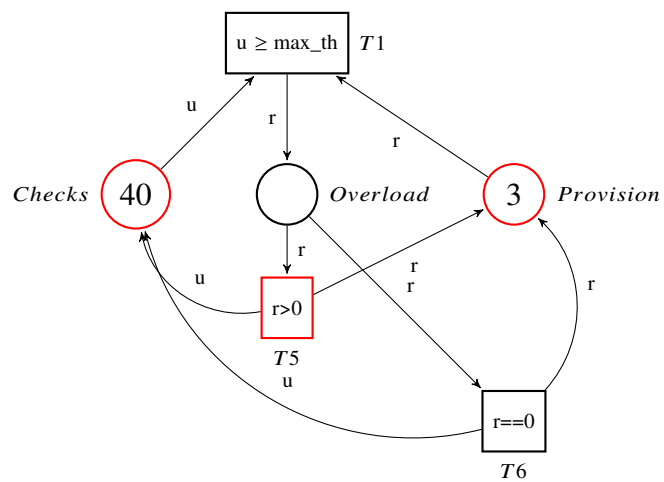 u ≥ max_th T1
u
r
r
Checks 40 Overload 3 Provision
r
r
u
r
r
r>0
T5
u
r==0
T6